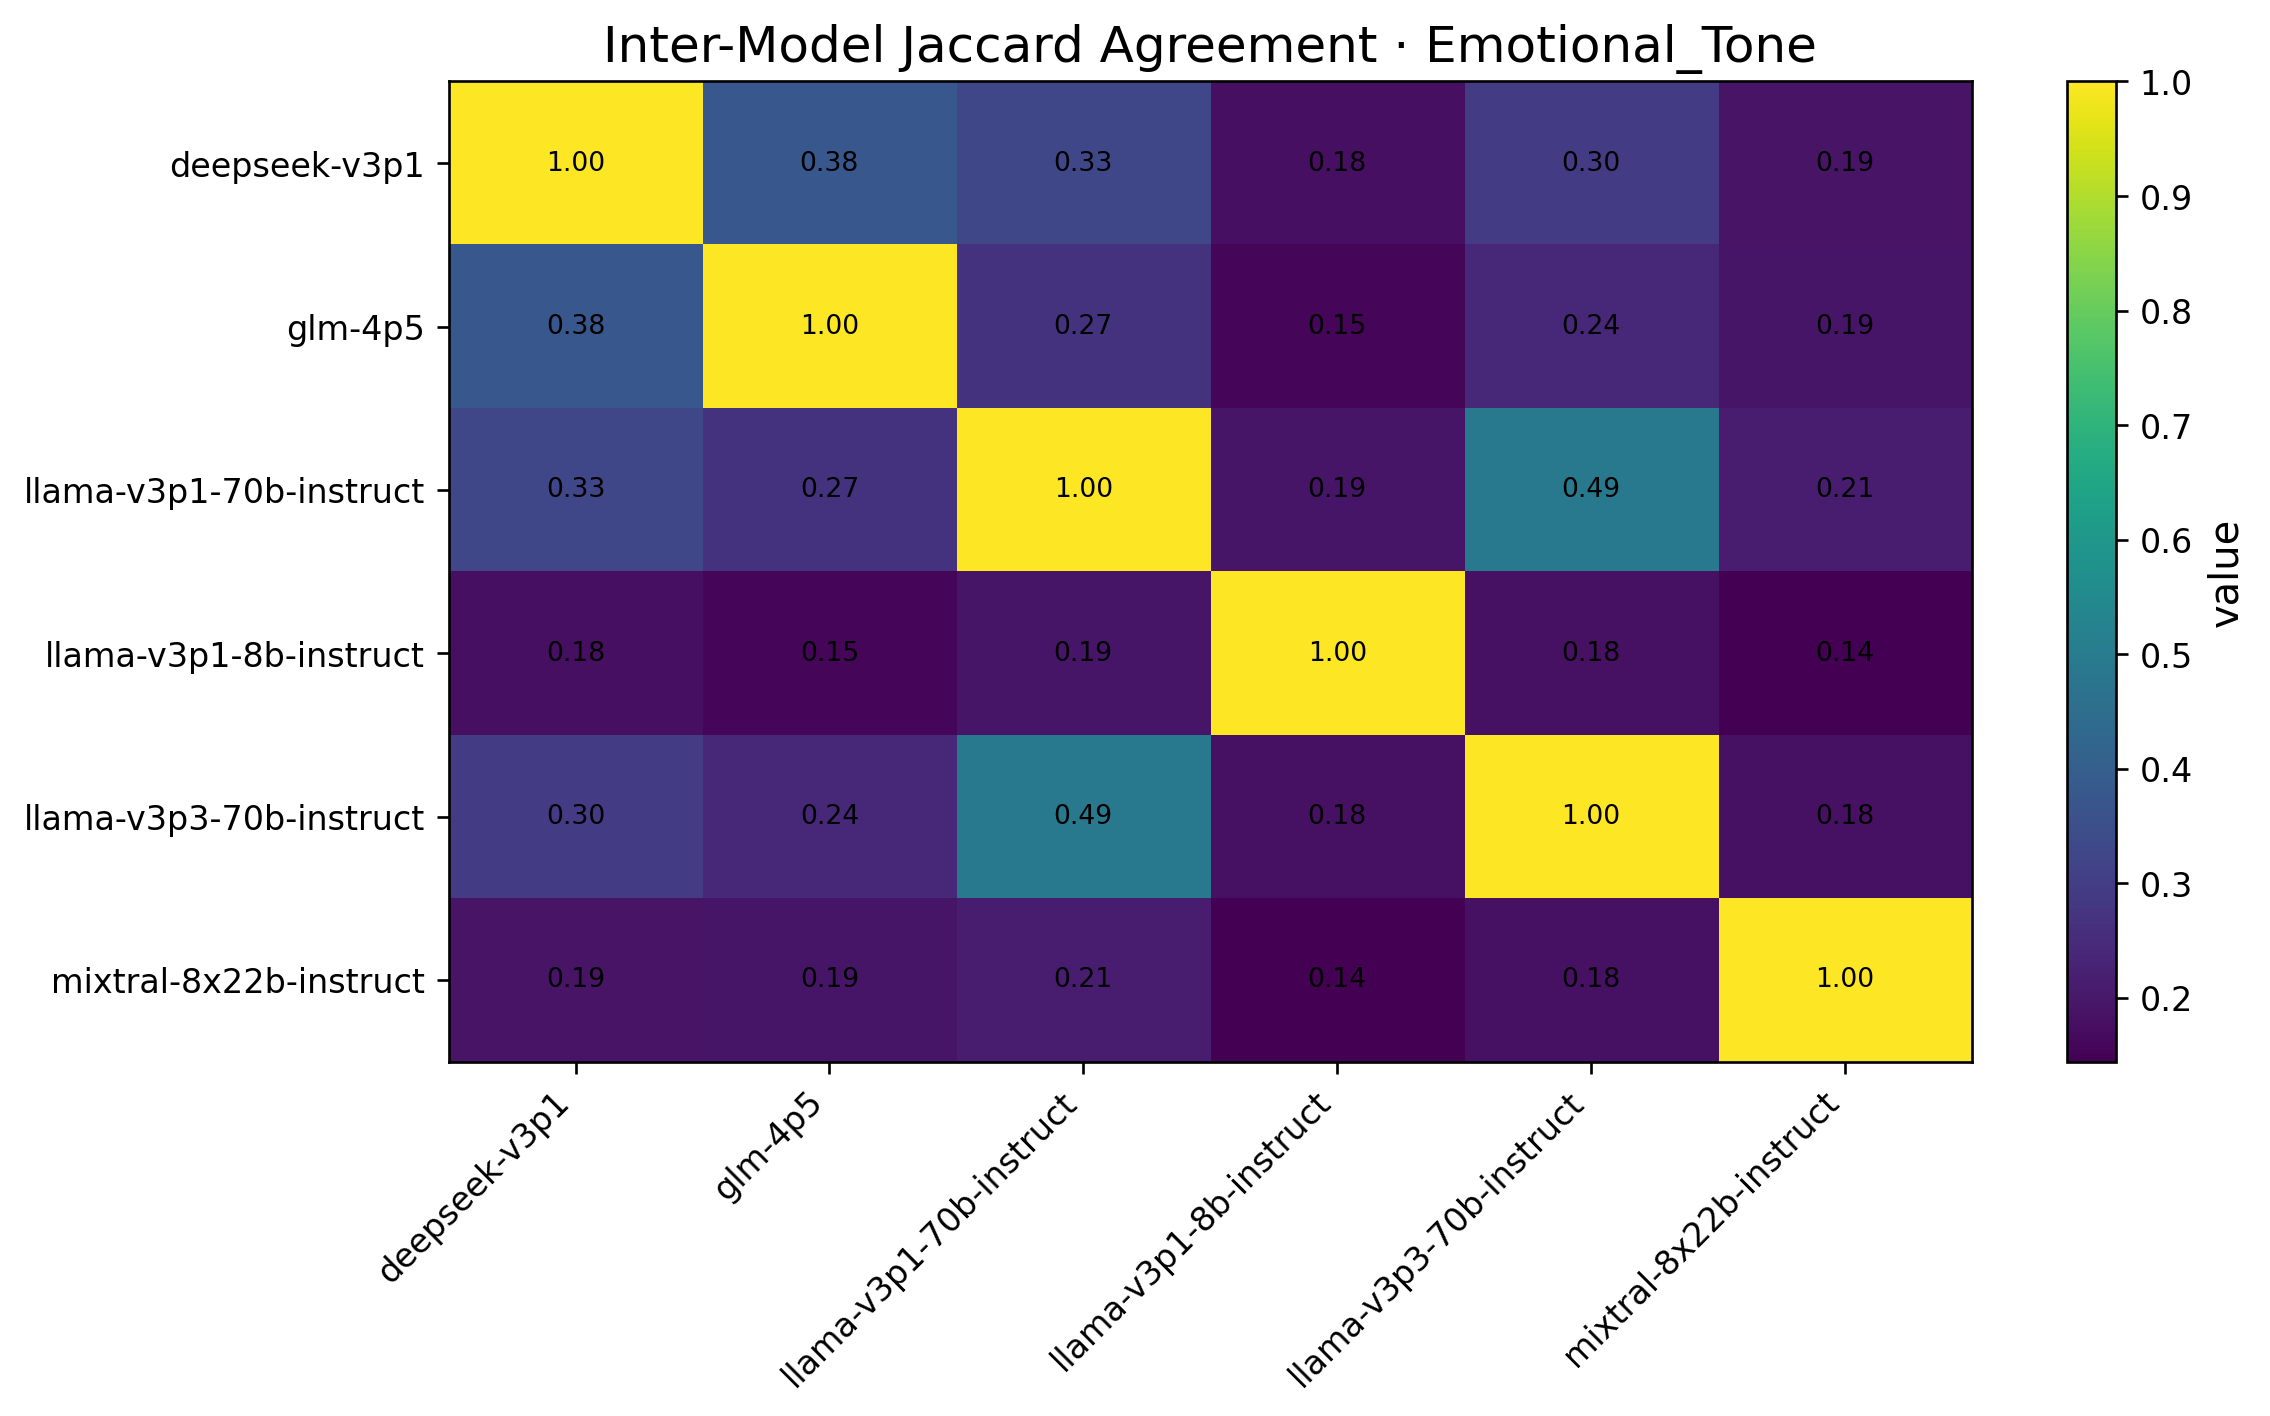 Inter-Model Jaccard Agreement · Emotional_Tone
deepseek-v3p1 1.00 0.38 0.33 0.18 0.30 0.19
glm-4p5 0.38 1.00 0.27 0.15 0.24 0.19
llama-v3p1-70b-instruct 0.33 0.27 1.00 0.19 0.49 0.21
llama-v3p1-8b-instruct 0.18 0.15 0.19 1.00 0.18 0.14
llama-v3p3-70b-instruct 0.30 0.24 0.49 0.18 1.00 0.18
mixtral-8x22b-instruct 0.19 0.19 0.21 0.14 0.18 1.00
deepseek-v3p1
glm-4p5
llama-v3p1-70b-instruct
llama-v3p1-8b-instruct
llama-v3p3-70b-instruct
mixtral-8x22b-instruct
1.0
0.9
0.8
0.7
0.6
0.5
0.4
0.3
0.2
value